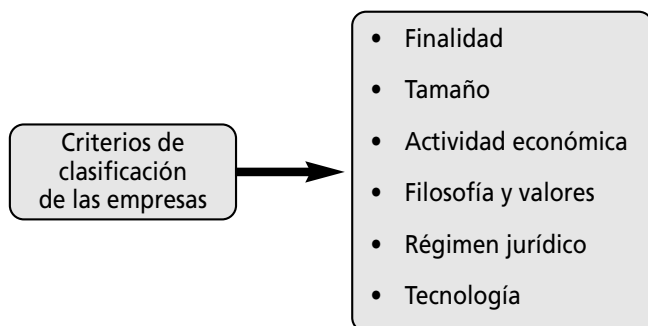 Criterios de
clasificación
de las empresas
• Finalidad
• Tamaño
• Actividad económica
• Filosofía y valores
• Régimen jurídico
• Tecnología